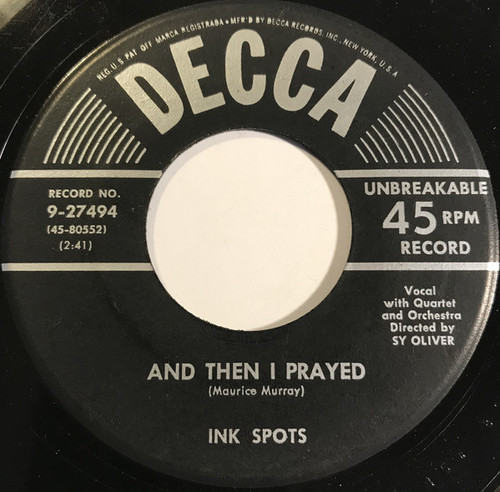 REG. U.S. PAT. OFF. MARCA REGISTRADA • MFR'D BY DECCA RECORDS, INC., NEW YORK, U.S.A.
DECCA
RECORD NO.
9-27494
(45-80552)
(2:41)
UNBREAKABLE
45 RPM
RECORD
Vocal
with Quartet
and Orchestra
Directed by
SY OLIVER
AND THEN I PRAYED
(Maurice Murray)
INK SPOTS